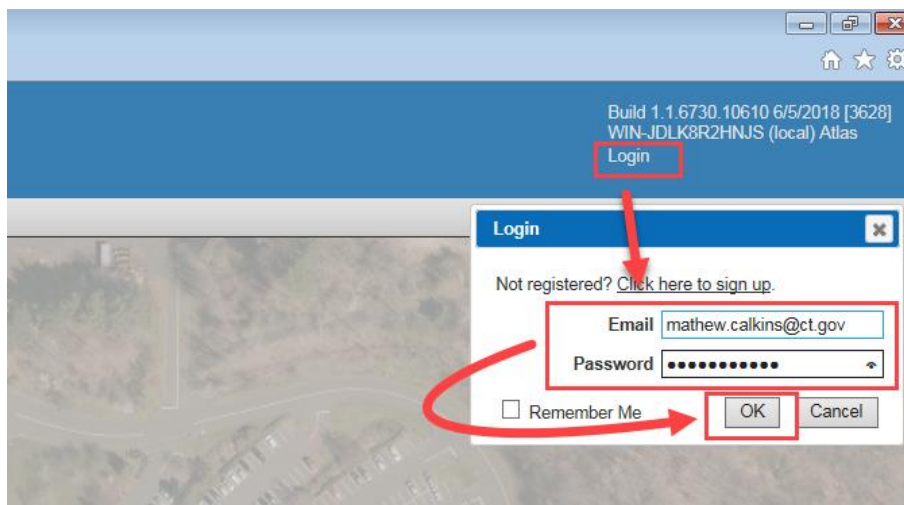 Build 1.1.6730.10610 6/5/2018 [3628]
WIN-JDLK8R2HNJS (local) Atlas
Login
Login
Not registered? Click here to sign up.
Email mathew.calkins@ct.gov
Password ●●●●●●●●●●●
Remember Me OK Cancel